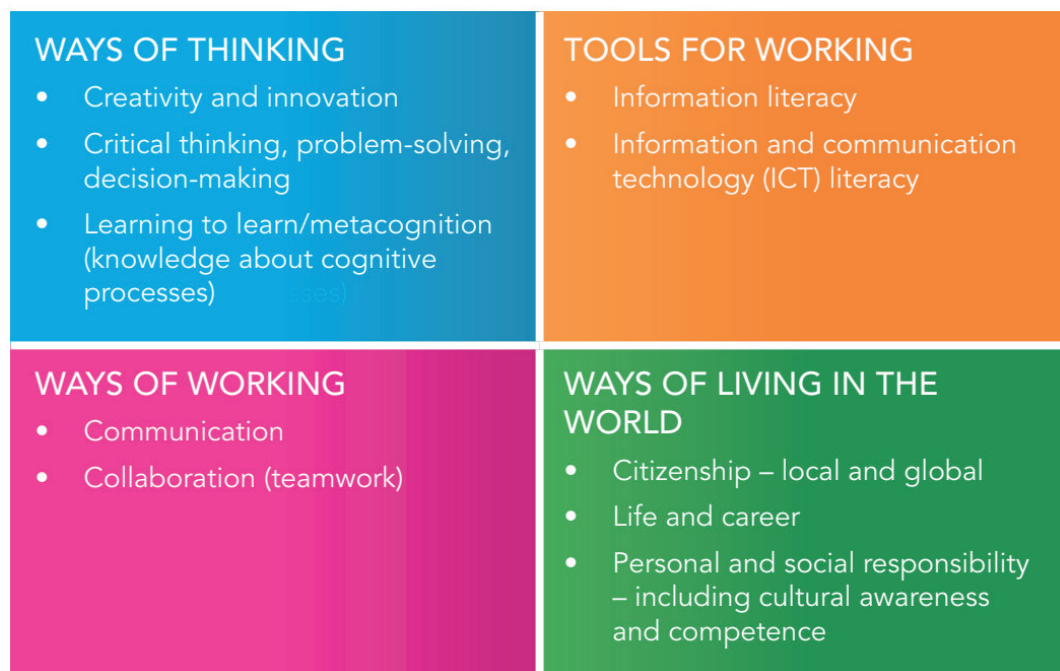 WAYS OF THINKING
• Creativity and innovation
• Critical thinking, problem-solving,
decision-making
• Learning to learn/metacognition
(knowledge about cognitive
processes) sses)
TOOLS FOR WORKING
• Information literacy
• Information and communication
technology (ICT) literacy
WAYS OF WORKING
• Communication
• Collaboration (teamwork)
WAYS OF LIVING IN THE
WORLD
• Citizenship – local and global
• Life and career
• Personal and social responsibility
– including cultural awareness
and competence